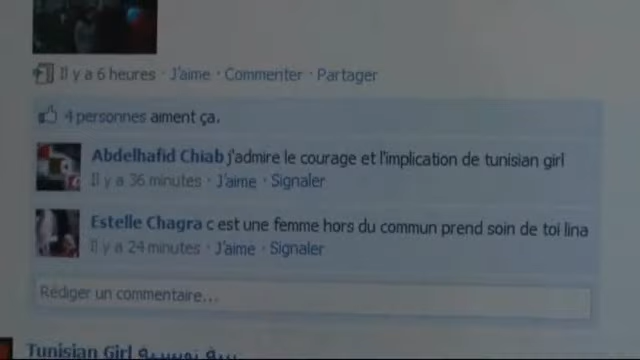 Il y a 6 heures · J'aime · Commenter · Partager
4 personnes aiment ça.
Abdelhafid Chiab j'admire le courage et l'implication de tunisian girl
Il y a 36 minutes · J'aime · Signaler
Estelle Chagra c est une femme hors du commun prend soin de toi lina
Il y a 24 minutes · J'aime · Signaler
Rédiger un commentaire...
Tunisian Girl بنية تونسية